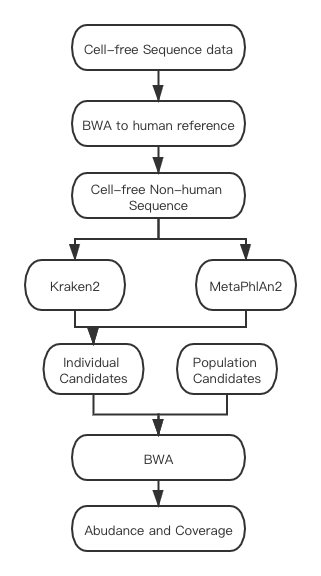 Cell-free Sequence data
BWA to human reference
Cell-free Non-human
Sequence
Kraken2
MetaPhlAn2
Individual
Candidates
Population
Candidates
BWA
Abudance and Coverage